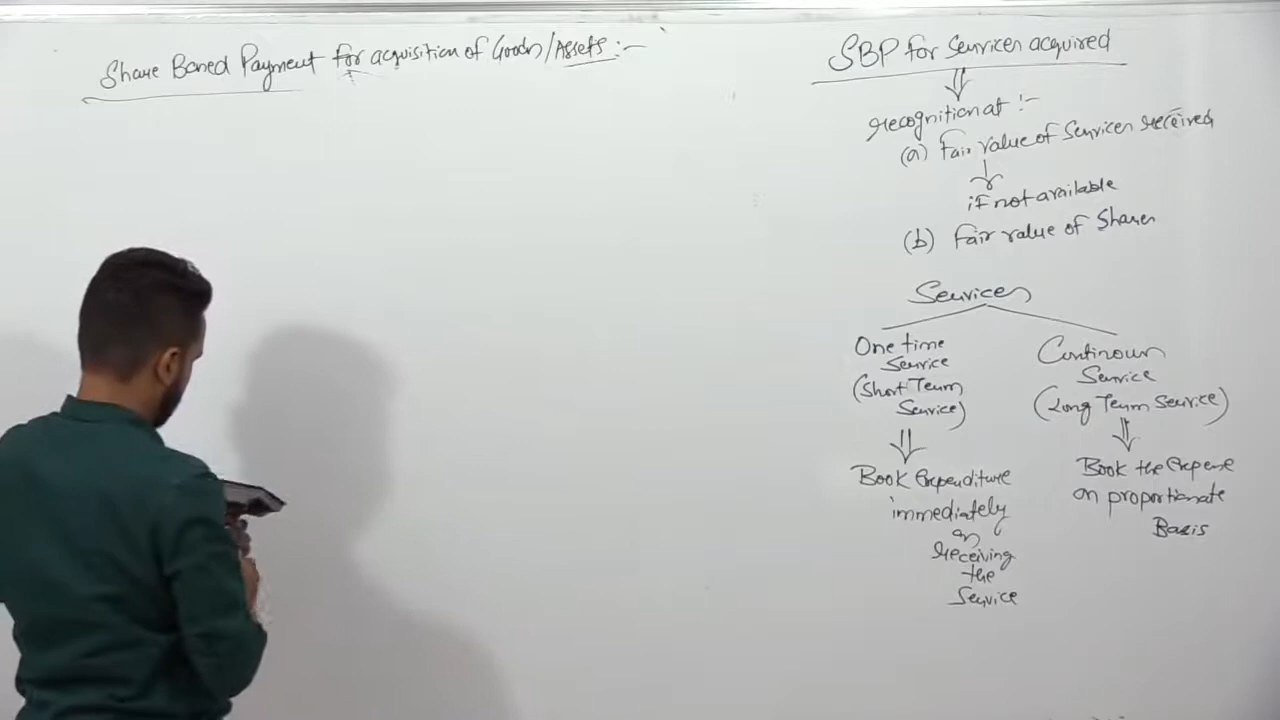 Share Based Payment for acquisition of Goods/Assets :-
SBP for Services acquired
recognition at :-
(a) Fair value of Services received
if not available
(b) Fair value of Shares
Services
One time
Service
(Short Term
Service)
Book Expenditure
immediately
on
receiving
the
Service
Continous
Service
(Long Term Service)
Book the Expense
on proportionate
Basis